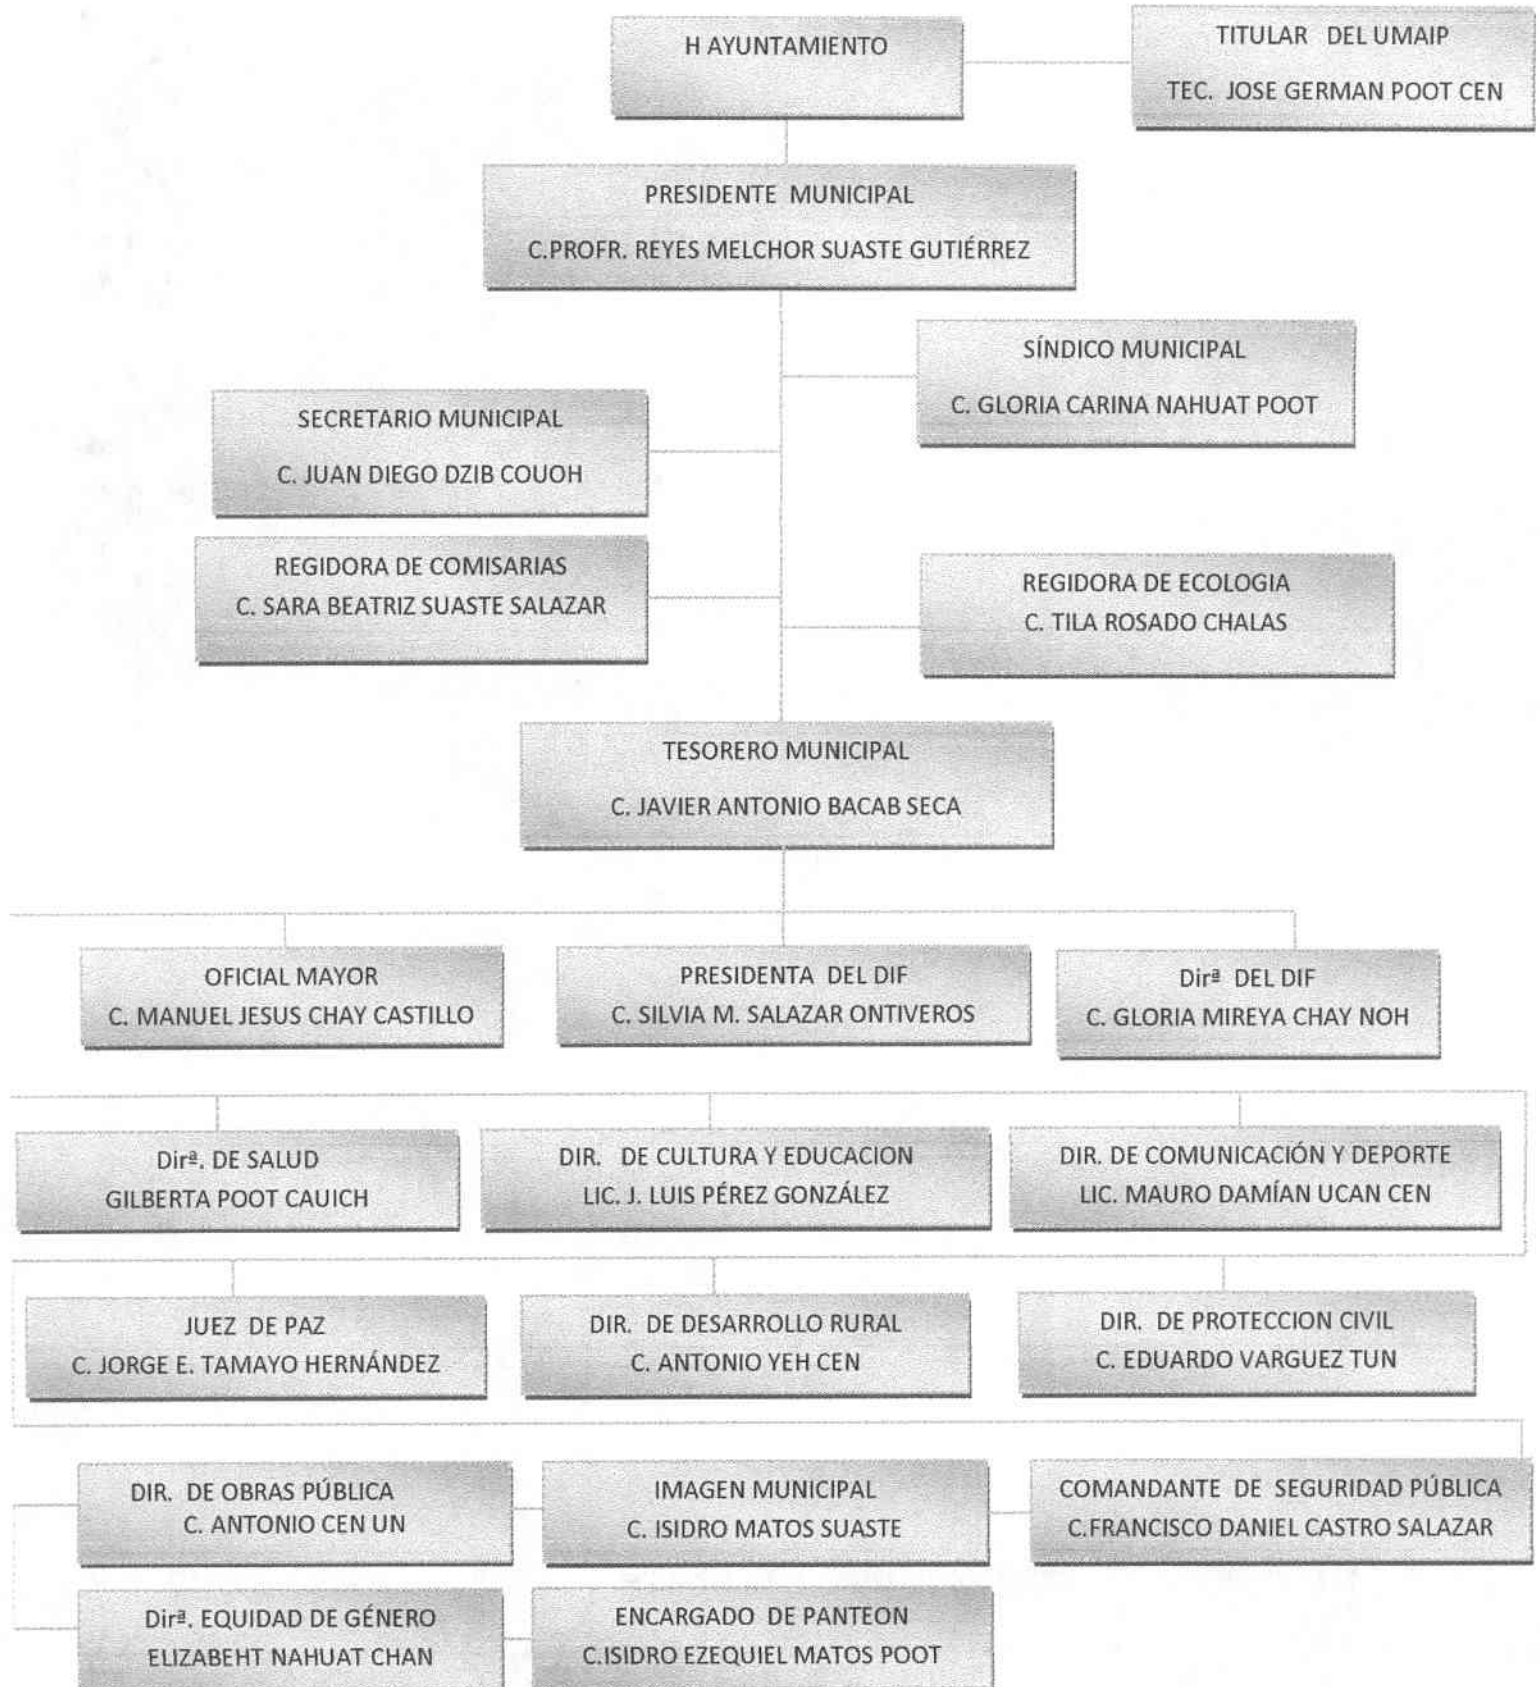 H AYUNTAMIENTO
TITULAR DEL UMAIP
TEC. JOSE GERMAN POOT CEN
PRESIDENTE MUNICIPAL
C.PROFR. REYES MELCHOR SUASTE GUTIÉRREZ
SÍNDICO MUNICIPAL
C. GLORIA CARINA NAHUAT POOT
SECRETARIO MUNICIPAL
C. JUAN DIEGO DZIB COUOH
REGIDORA DE COMISARIAS
C. SARA BEATRIZ SUASTE SALAZAR
REGIDORA DE ECOLOGIA
C. TILA ROSADO CHALAS
TESORERO MUNICIPAL
C. JAVIER ANTONIO BACAB SECA
OFICIAL MAYOR
C. MANUEL JESUS CHAY CASTILLO
PRESIDENTA DEL DIF
C. SILVIA M. SALAZAR ONTIVEROS
Dirª DEL DIF
C. GLORIA MIREYA CHAY NOH
Dirª. DE SALUD
GILBERTA POOT CAUICH
DIR. DE CULTURA Y EDUCACION
LIC. J. LUIS PÉREZ GONZÁLEZ
DIR. DE COMUNICACIÓN Y DEPORTE
LIC. MAURO DAMÍAN UCAN CEN
JUEZ DE PAZ
C. JORGE E. TAMAYO HERNÁNDEZ
DIR. DE DESARROLLO RURAL
C. ANTONIO YEH CEN
DIR. DE PROTECCION CIVIL
C. EDUARDO VARGUEZ TUN
DIR. DE OBRAS PÚBLICA
C. ANTONIO CEN UN
IMAGEN MUNICIPAL
C. ISIDRO MATOS SUASTE
COMANDANTE DE SEGURIDAD PÚBLICA
C.FRANCISCO DANIEL CASTRO SALAZAR
Dirª. EQUIDAD DE GÉNERO
ELIZABEHT NAHUAT CHAN
ENCARGADO DE PANTEON
C.ISIDRO EZEQUIEL MATOS POOT